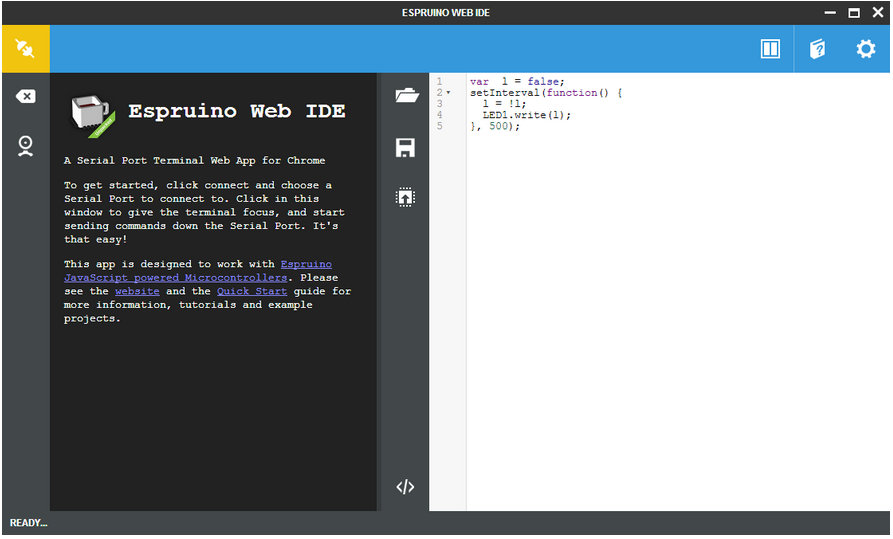 ESPRUINO WEB IDE
Espruino Web IDE
A Serial Port Terminal Web App for Chrome
To get started, click connect and choose a
Serial Port to connect to. Click in this
window to give the terminal focus, and start
sending commands down the Serial Port. It's
that easy!
This app is designed to work with Espruino
JavaScript powered Microcontrollers. Please
see the website and the Quick Start guide for
more information, tutorials and example
projects.
1 var  l = false;
2 setInterval(function() {
3   l = !l;
4   LED1.write(l);
5 }, 500);
READY...